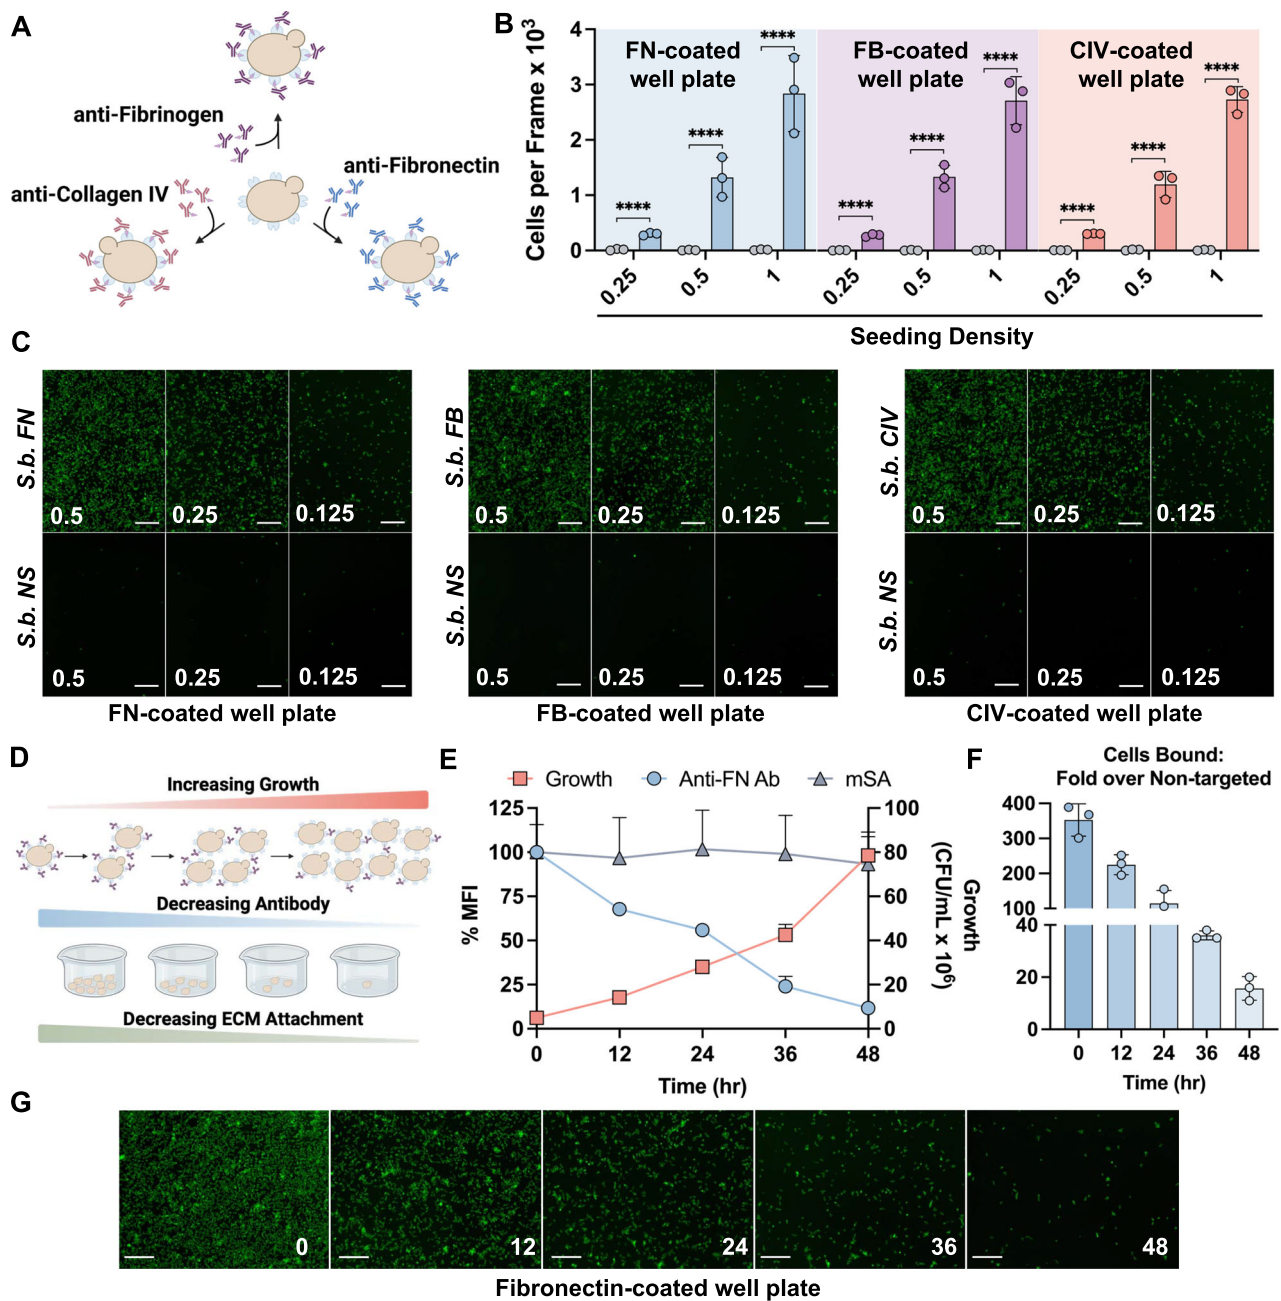 A
anti-Fibrinogen
anti-Fibronectin
anti-Collagen IV
B
Cells per Frame x 10³
4
3
2
1
0
FN-coated
well plate
FB-coated
well plate
CIV-coated
well plate
**** **** ****
**** **** ****
**** **** ****
0.25 0.5 1 0.25 0.5 1 0.25 0.5 1
Seeding Density
C
S.b. FN
0.5 0.25 0.125
S.b. NS
0.5 0.25 0.125
FN-coated well plate
S.b. FB
0.5 0.25 0.125
S.b. NS
0.5 0.25 0.125
FB-coated well plate
S.b. CIV
0.5 0.25 0.125
S.b. NS
0.5 0.25 0.125
CIV-coated well plate
D
Increasing Growth
Decreasing Antibody
Decreasing ECM Attachment
E
Growth Anti-FN Ab mSA
% MFI
125
100
75
50
25
0
100
80
60
40
20
0
Growth
(CFU/mL x 10⁶)
0 12 24 36 48
Time (hr)
F
Cells Bound:
Fold over Non-targeted
400
300
200
100
40
20
0
0 12 24 36 48
Time (hr)
G
0 12 24 36 48
Fibronectin-coated well plate